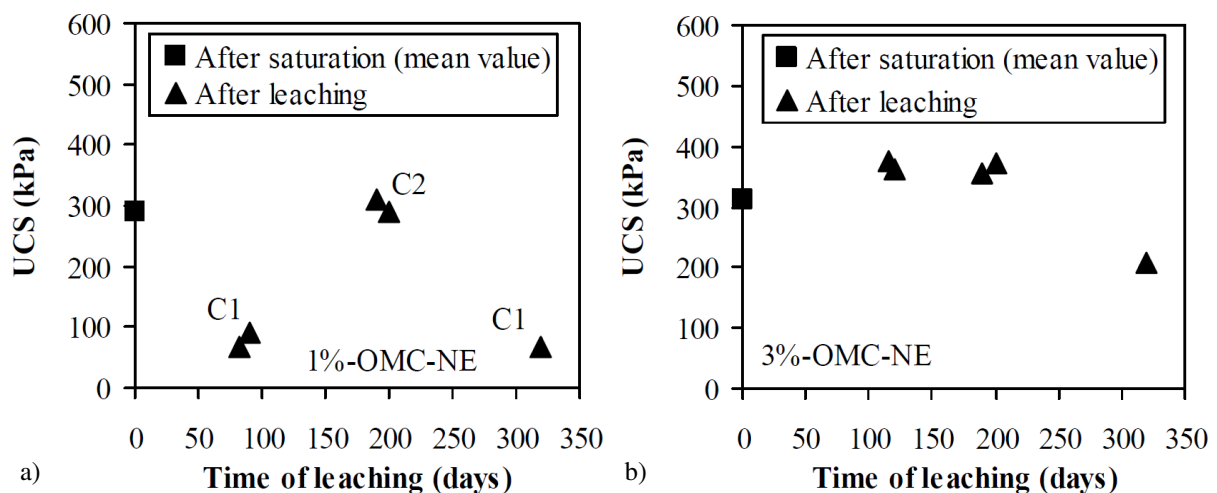 600
500
400
300
200
100
0
UCS (kPa)
After saturation (mean value)
After leaching
C2
C1
C1
1%-OMC-NE
0 50 100 150 200 250 300 350
Time of leaching (days)
a)
600
500
400
300
200
100
0
UCS (kPa)
After saturation (mean value)
After leaching
3%-OMC-NE
0 50 100 150 200 250 300 350
Time of leaching (days)
b)